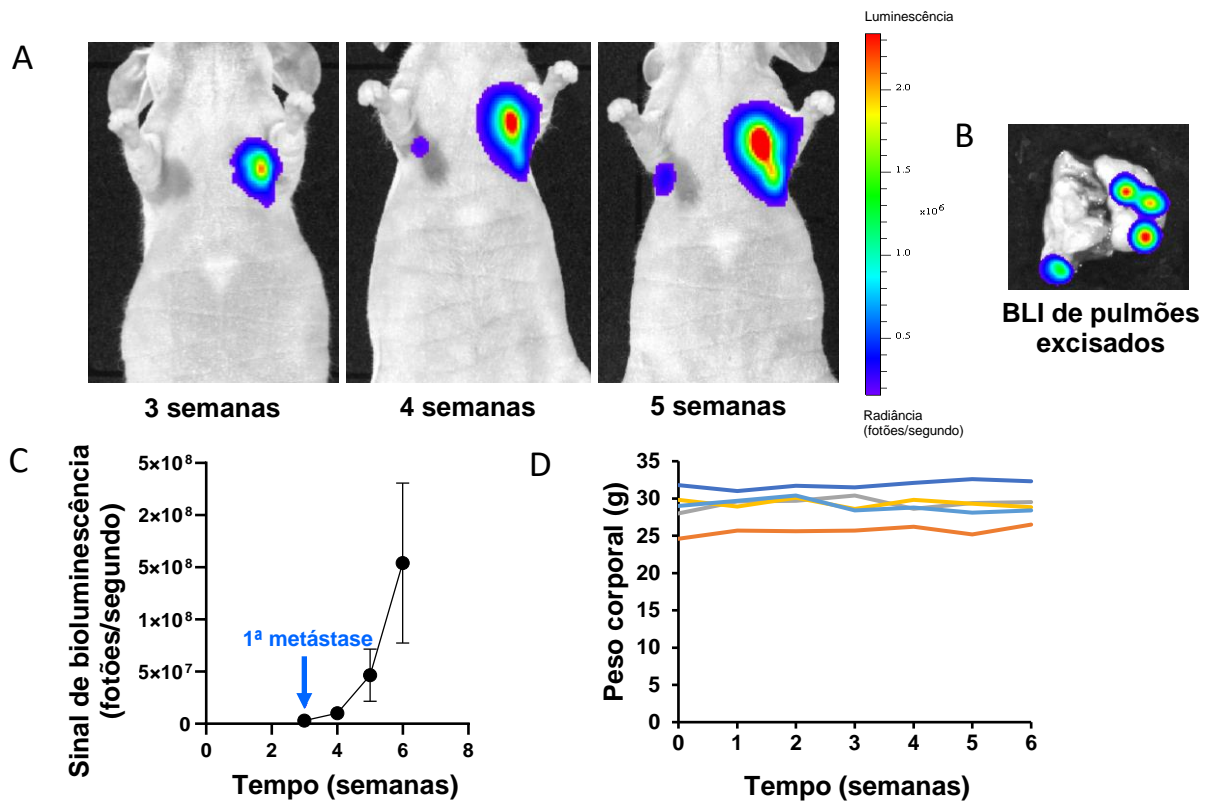 A
3 semanas
4 semanas
5 semanas
Luminescência
2.0
1.5
x10⁶
1.0
0.5
Radiância
(fotões/segundo)
B
BLI de pulmões
excisados
C
Sinal de bioluminescência
(fotões/segundo)
5×10⁸
2×10⁸
5×10⁸
1×10⁸
5×10⁷
0
1ª metástase
0 2 4 6 8
Tempo (semanas)
D
Peso corporal (g)
35
30
25
20
15
10
5
0
0 1 2 3 4 5 6
Tempo (semanas)